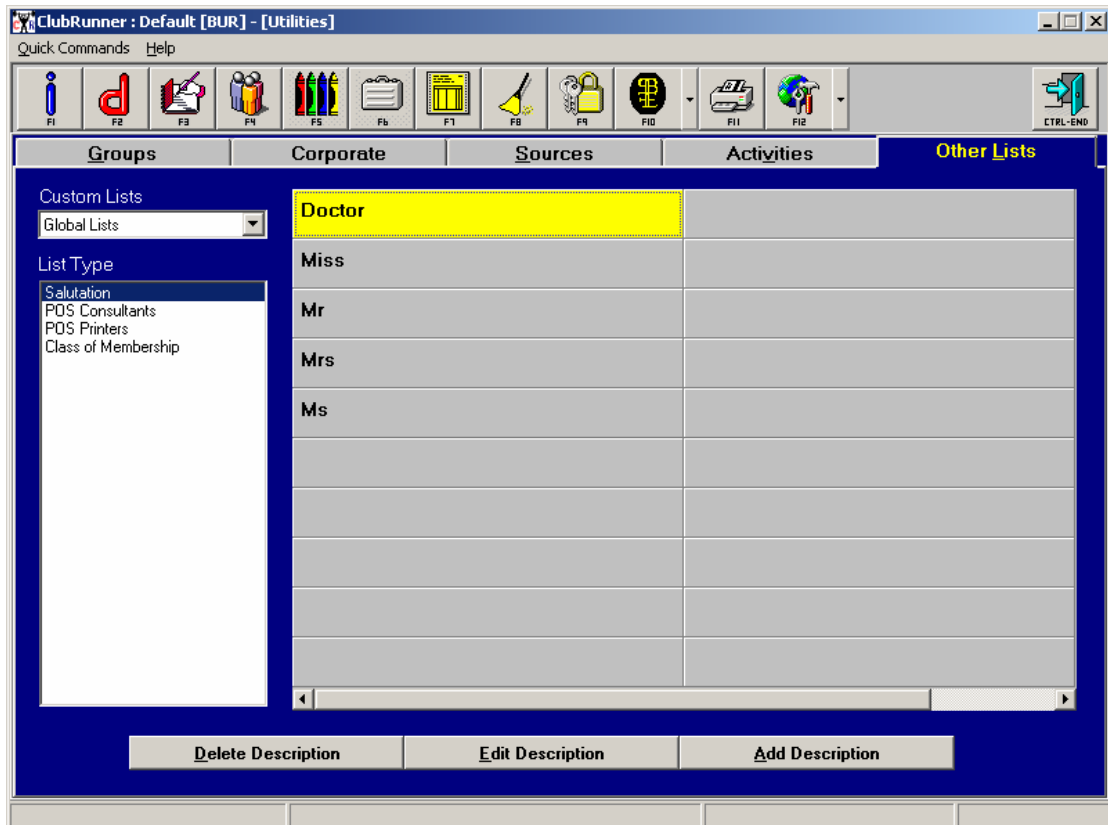 ClubRunner : Default [BUR] - [Utilities]
Quick Commands Help
F1 F2 F3 F4 F5 F6 F7 F8 F9 F10 F11 F12 CTRL-END
Groups Corporate Sources Activities Other Lists
Custom Lists
Global Lists
List Type
Salutation
POS Consultants
POS Printers
Class of Membership
Doctor
Miss
Mr
Mrs
Ms
Delete Description Edit Description Add Description